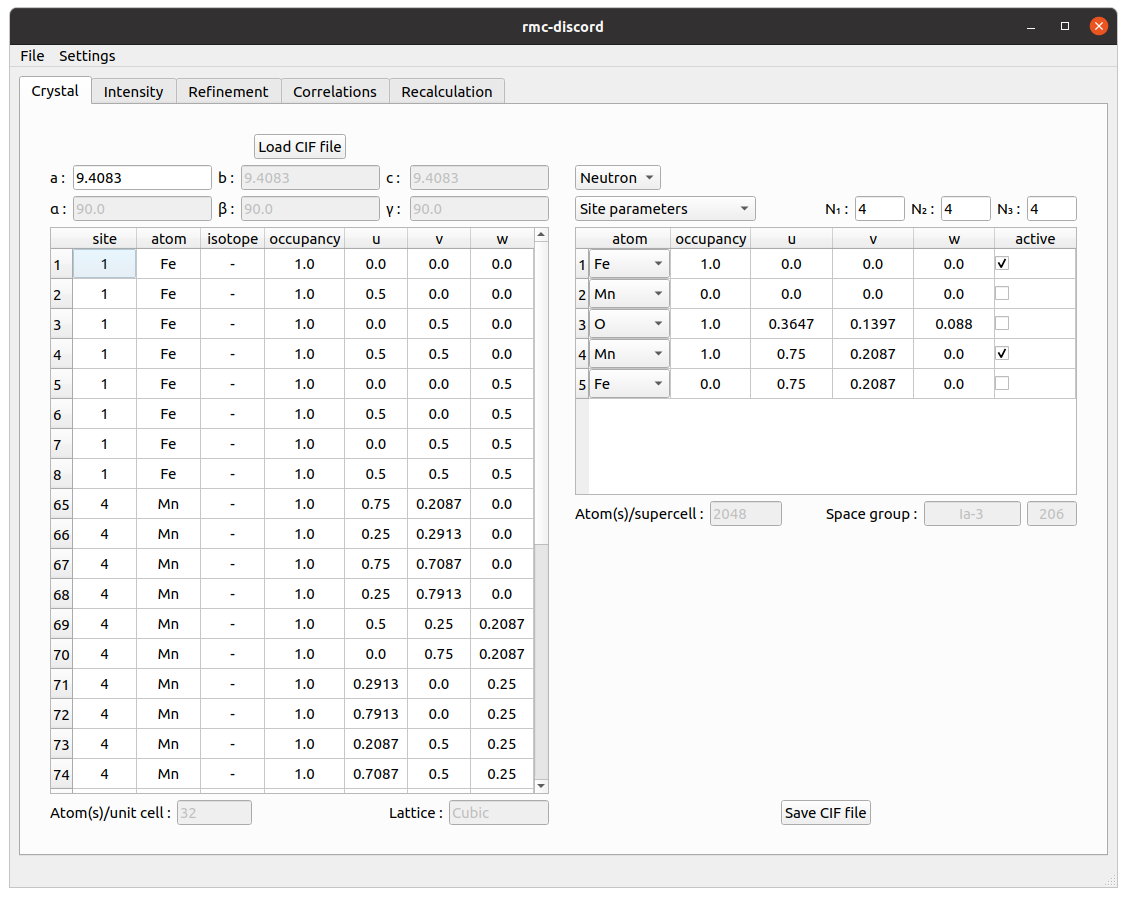 rmc-discord
File Settings
Crystal Intensity Refinement Correlations Recalculation
Load CIF file
a : 9.4083 b : 9.4083 c : 9.4083 Neutron
α : 90.0 β : 90.0 γ : 90.0 Site parameters N₁ : 4 N₂ : 4 N₃ : 4
site atom isotope occupancy u v w
1 1 Fe - 1.0 0.0 0.0 0.0
2 1 Fe - 1.0 0.5 0.0 0.0
3 1 Fe - 1.0 0.0 0.5 0.0
4 1 Fe - 1.0 0.5 0.5 0.0
5 1 Fe - 1.0 0.0 0.0 0.5
6 1 Fe - 1.0 0.5 0.0 0.5
7 1 Fe - 1.0 0.0 0.5 0.5
8 1 Fe - 1.0 0.5 0.5 0.5
65 4 Mn - 1.0 0.75 0.2087 0.0
66 4 Mn - 1.0 0.25 0.2913 0.0
67 4 Mn - 1.0 0.75 0.7087 0.0
68 4 Mn - 1.0 0.25 0.7913 0.0
69 4 Mn - 1.0 0.5 0.25 0.2087
70 4 Mn - 1.0 0.0 0.75 0.2087
71 4 Mn - 1.0 0.2913 0.0 0.25
72 4 Mn - 1.0 0.7913 0.0 0.25
73 4 Mn - 1.0 0.2087 0.5 0.25
74 4 Mn - 1.0 0.7087 0.5 0.25
atom occupancy u v w active
1 Fe 1.0 0.0 0.0 0.0
2 Mn 0.0 0.0 0.0 0.0
3 O 1.0 0.3647 0.1397 0.088
4 Mn 1.0 0.75 0.2087 0.0
5 Fe 0.0 0.75 0.2087 0.0
Atom(s)/supercell : 2048 Space group : Ia-3 206
Atom(s)/unit cell : 32 Lattice : Cubic Save CIF file